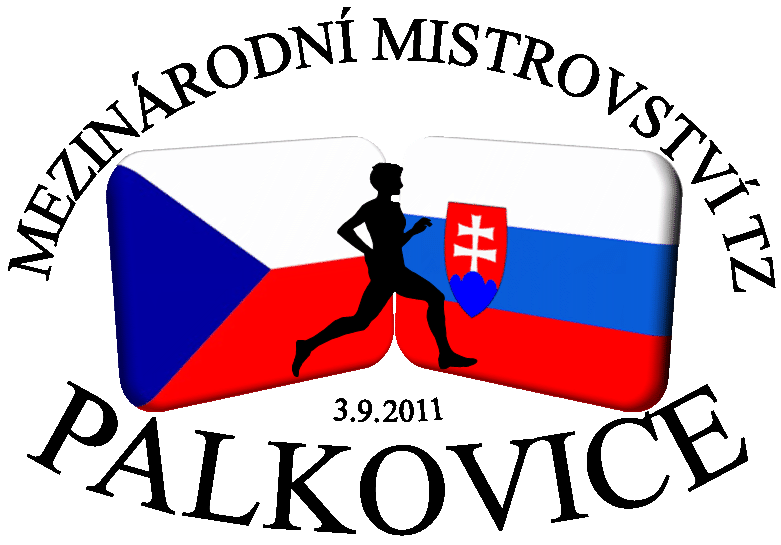 MEZINÁRODNÍ MISTROVSTVÍ TZ
3.9.2011
PALKOVICE